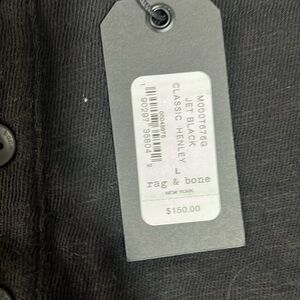 M000T676G
JET BLACK
CLASSIC HENLEY
L
rag & bone
NEW YORK
$150.00